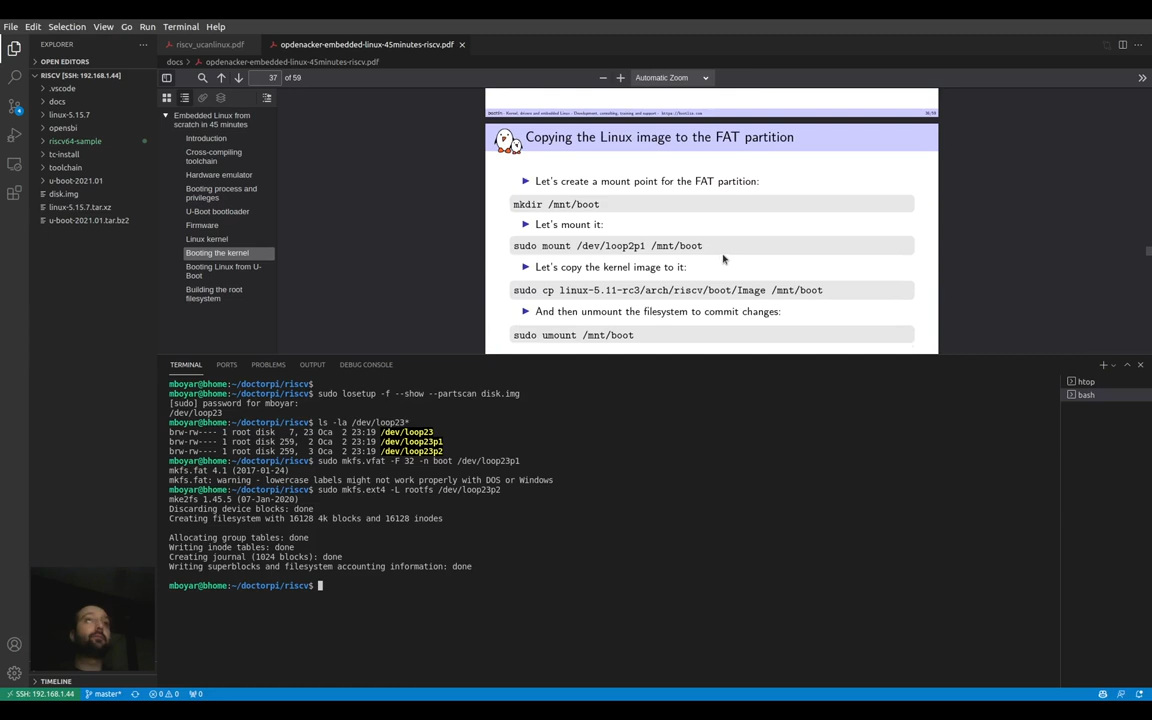 File Edit Selection View Go Run Terminal Help
EXPLORER
riscv_ucanlinux.pdf
opdenacker-embedded-linux-45minutes-riscv.pdf
OPEN EDITORS
docs > opdenacker-embedded-linux-45minutes-riscv.pdf
RISCV [SSH: 192.168.1.44]
.vscode
docs
linux-5.15.7
opensbi
riscv64-sample
tc-install
toolchain
u-boot-2021.01
disk.img
linux-5.15.7.tar.xz
u-boot-2021.01.tar.bz2
37 of 59
Automatic Zoom
Embedded Linux from scratch in 45 minutes
Introduction
Cross-compiling toolchain
Hardware emulator
Booting process and privileges
U-Boot bootloader
Firmware
Linux kernel
Booting the kernel
Booting Linux from U-Boot
Building the root filesystem
Copying the Linux image to the FAT partition
Let's create a mount point for the FAT partition:
mkdir /mnt/boot
Let's mount it:
sudo mount /dev/loop2p1 /mnt/boot
Let's copy the kernel image to it:
sudo cp linux-5.11-rc3/arch/riscv/boot/Image /mnt/boot
And then unmount the filesystem to commit changes:
sudo umount /mnt/boot
TERMINAL PORTS PROBLEMS OUTPUT DEBUG CONSOLE
htop
bash
mboyar@bhome:~/doctorpi/riscv$
mboyar@bhome:~/doctorpi/riscv$ sudo losetup -f --show --partscan disk.img
[sudo] password for mboyar:
/dev/loop23
mboyar@bhome:~/doctorpi/riscv$ ls -la /dev/loop23*
brw-rw---- 1 root disk   7, 23 Oca  2 23:19 /dev/loop23
brw-rw---- 1 root disk 259,  2 Oca  2 23:19 /dev/loop23p1
brw-rw---- 1 root disk 259,  3 Oca  2 23:19 /dev/loop23p2
mboyar@bhome:~/doctorpi/riscv$ sudo mkfs.vfat -F 32 -n boot /dev/loop23p1
mkfs.fat 4.1 (2017-01-24)
mkfs.fat: warning - lowercase labels might not work properly with DOS or Windows
mboyar@bhome:~/doctorpi/riscv$ sudo mkfs.ext4 -L rootfs /dev/loop23p2
mke2fs 1.45.5 (07-Jan-2020)
Discarding device blocks: done
Creating filesystem with 16128 4k blocks and 16128 inodes
Allocating group tables: done
Writing inode tables: done
Creating journal (1024 blocks): done
Writing superblocks and filesystem accounting information: done
mboyar@bhome:~/doctorpi/riscv$
TIMELINE
SSH: 192.168.1.44 master* 0 0 0